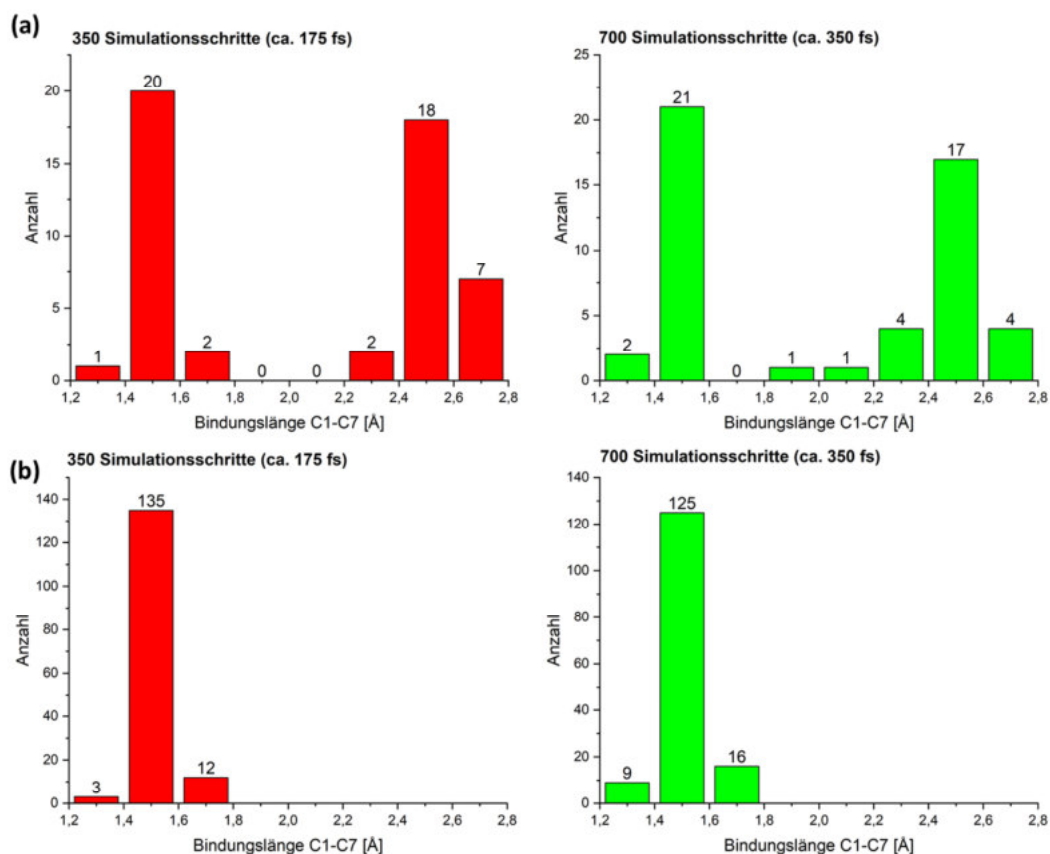 (a)
350 Simulationsschritte (ca. 175 fs)
20
15
10
5
0
Anzahl
1 20 2 0 0 2 18 7
1,2 1,4 1,6 1,8 2,0 2,2 2,4 2,6 2,8
Bindungslänge C1-C7 [Å]
700 Simulationsschritte (ca. 350 fs)
25
20
15
10
5
0
Anzahl
2 21 0 1 1 4 17 4
1,2 1,4 1,6 1,8 2,0 2,2 2,4 2,6 2,8
Bindungslänge C1-C7 [Å]
(b)
350 Simulationsschritte (ca. 175 fs)
140
120
100
80
60
40
20
0
Anzahl
3 135 12
1,2 1,4 1,6 1,8 2,0 2,2 2,4 2,6 2,8
Bindungslänge C1-C7 [Å]
700 Simulationsschritte (ca. 350 fs)
140
120
100
80
60
40
20
0
Anzahl
9 125 16
1,2 1,4 1,6 1,8 2,0 2,2 2,4 2,6 2,8
Bindungslänge C1-C7 [Å]